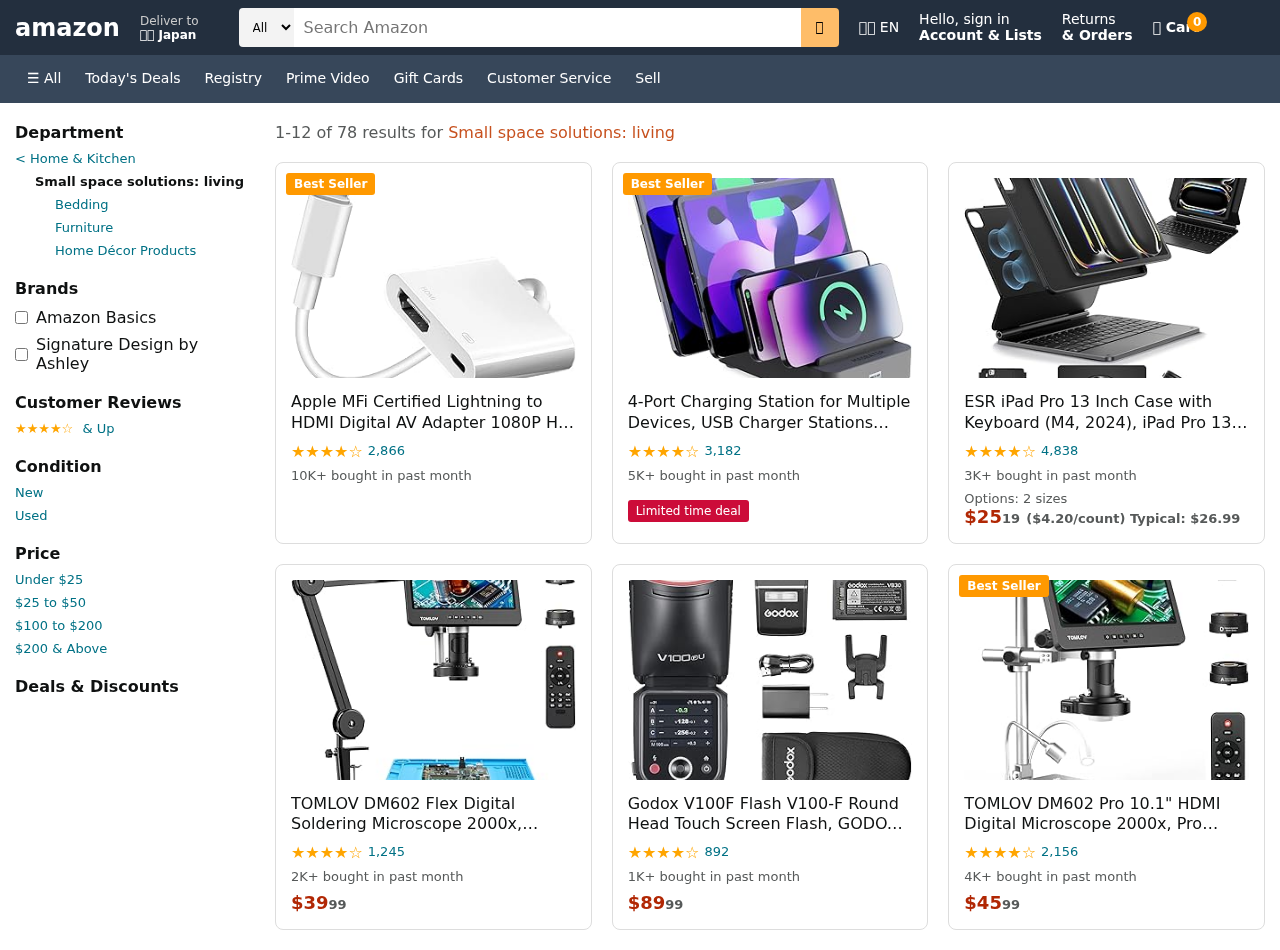 amazon
Deliver to
Japan
All
Search Amazon
EN
Hello, sign in
Account & Lists
Returns
& Orders
0
☰ All
Today's Deals
Registry
Prime Video
Gift Cards
Customer Service
Sell
Department
< Home & Kitchen
Small space solutions: living
Bedding
Furniture
Home Décor Products
Brands
Amazon Basics
Signature Design by
Ashley
Customer Reviews
★★★★☆ & Up
Condition
New
Used
Price
Under $25
$25 to $50
$100 to $200
$200 & Above
Deals & Discounts
1-12 of 78 results for Small space solutions: living
Best Seller
Apple MFi Certified Lightning to
HDMI Digital AV Adapter 1080P H…
★★★★☆ 2,866
10K+ bought in past month
Best Seller
4-Port Charging Station for Multiple
Devices, USB Charger Stations…
★★★★☆ 3,182
5K+ bought in past month
Limited time deal
ESR iPad Pro 13 Inch Case with
Keyboard (M4, 2024), iPad Pro 13…
★★★★☆ 4,838
3K+ bought in past month
Options: 2 sizes
$2519 ($4.20/count) Typical: $26.99
TOMLOV
TOMLOV DM602 Flex Digital
Soldering Microscope 2000x,…
★★★★☆ 1,245
2K+ bought in past month
$3999
Godox
Godox VB30
V100
Godox V100F Flash V100-F Round
Head Touch Screen Flash, GODO…
★★★★☆ 892
1K+ bought in past month
$8999
Best Seller
TOMLOV
TOMLOV DM602 Pro 10.1" HDMI
Digital Microscope 2000x, Pro…
★★★★☆ 2,156
4K+ bought in past month
$4599